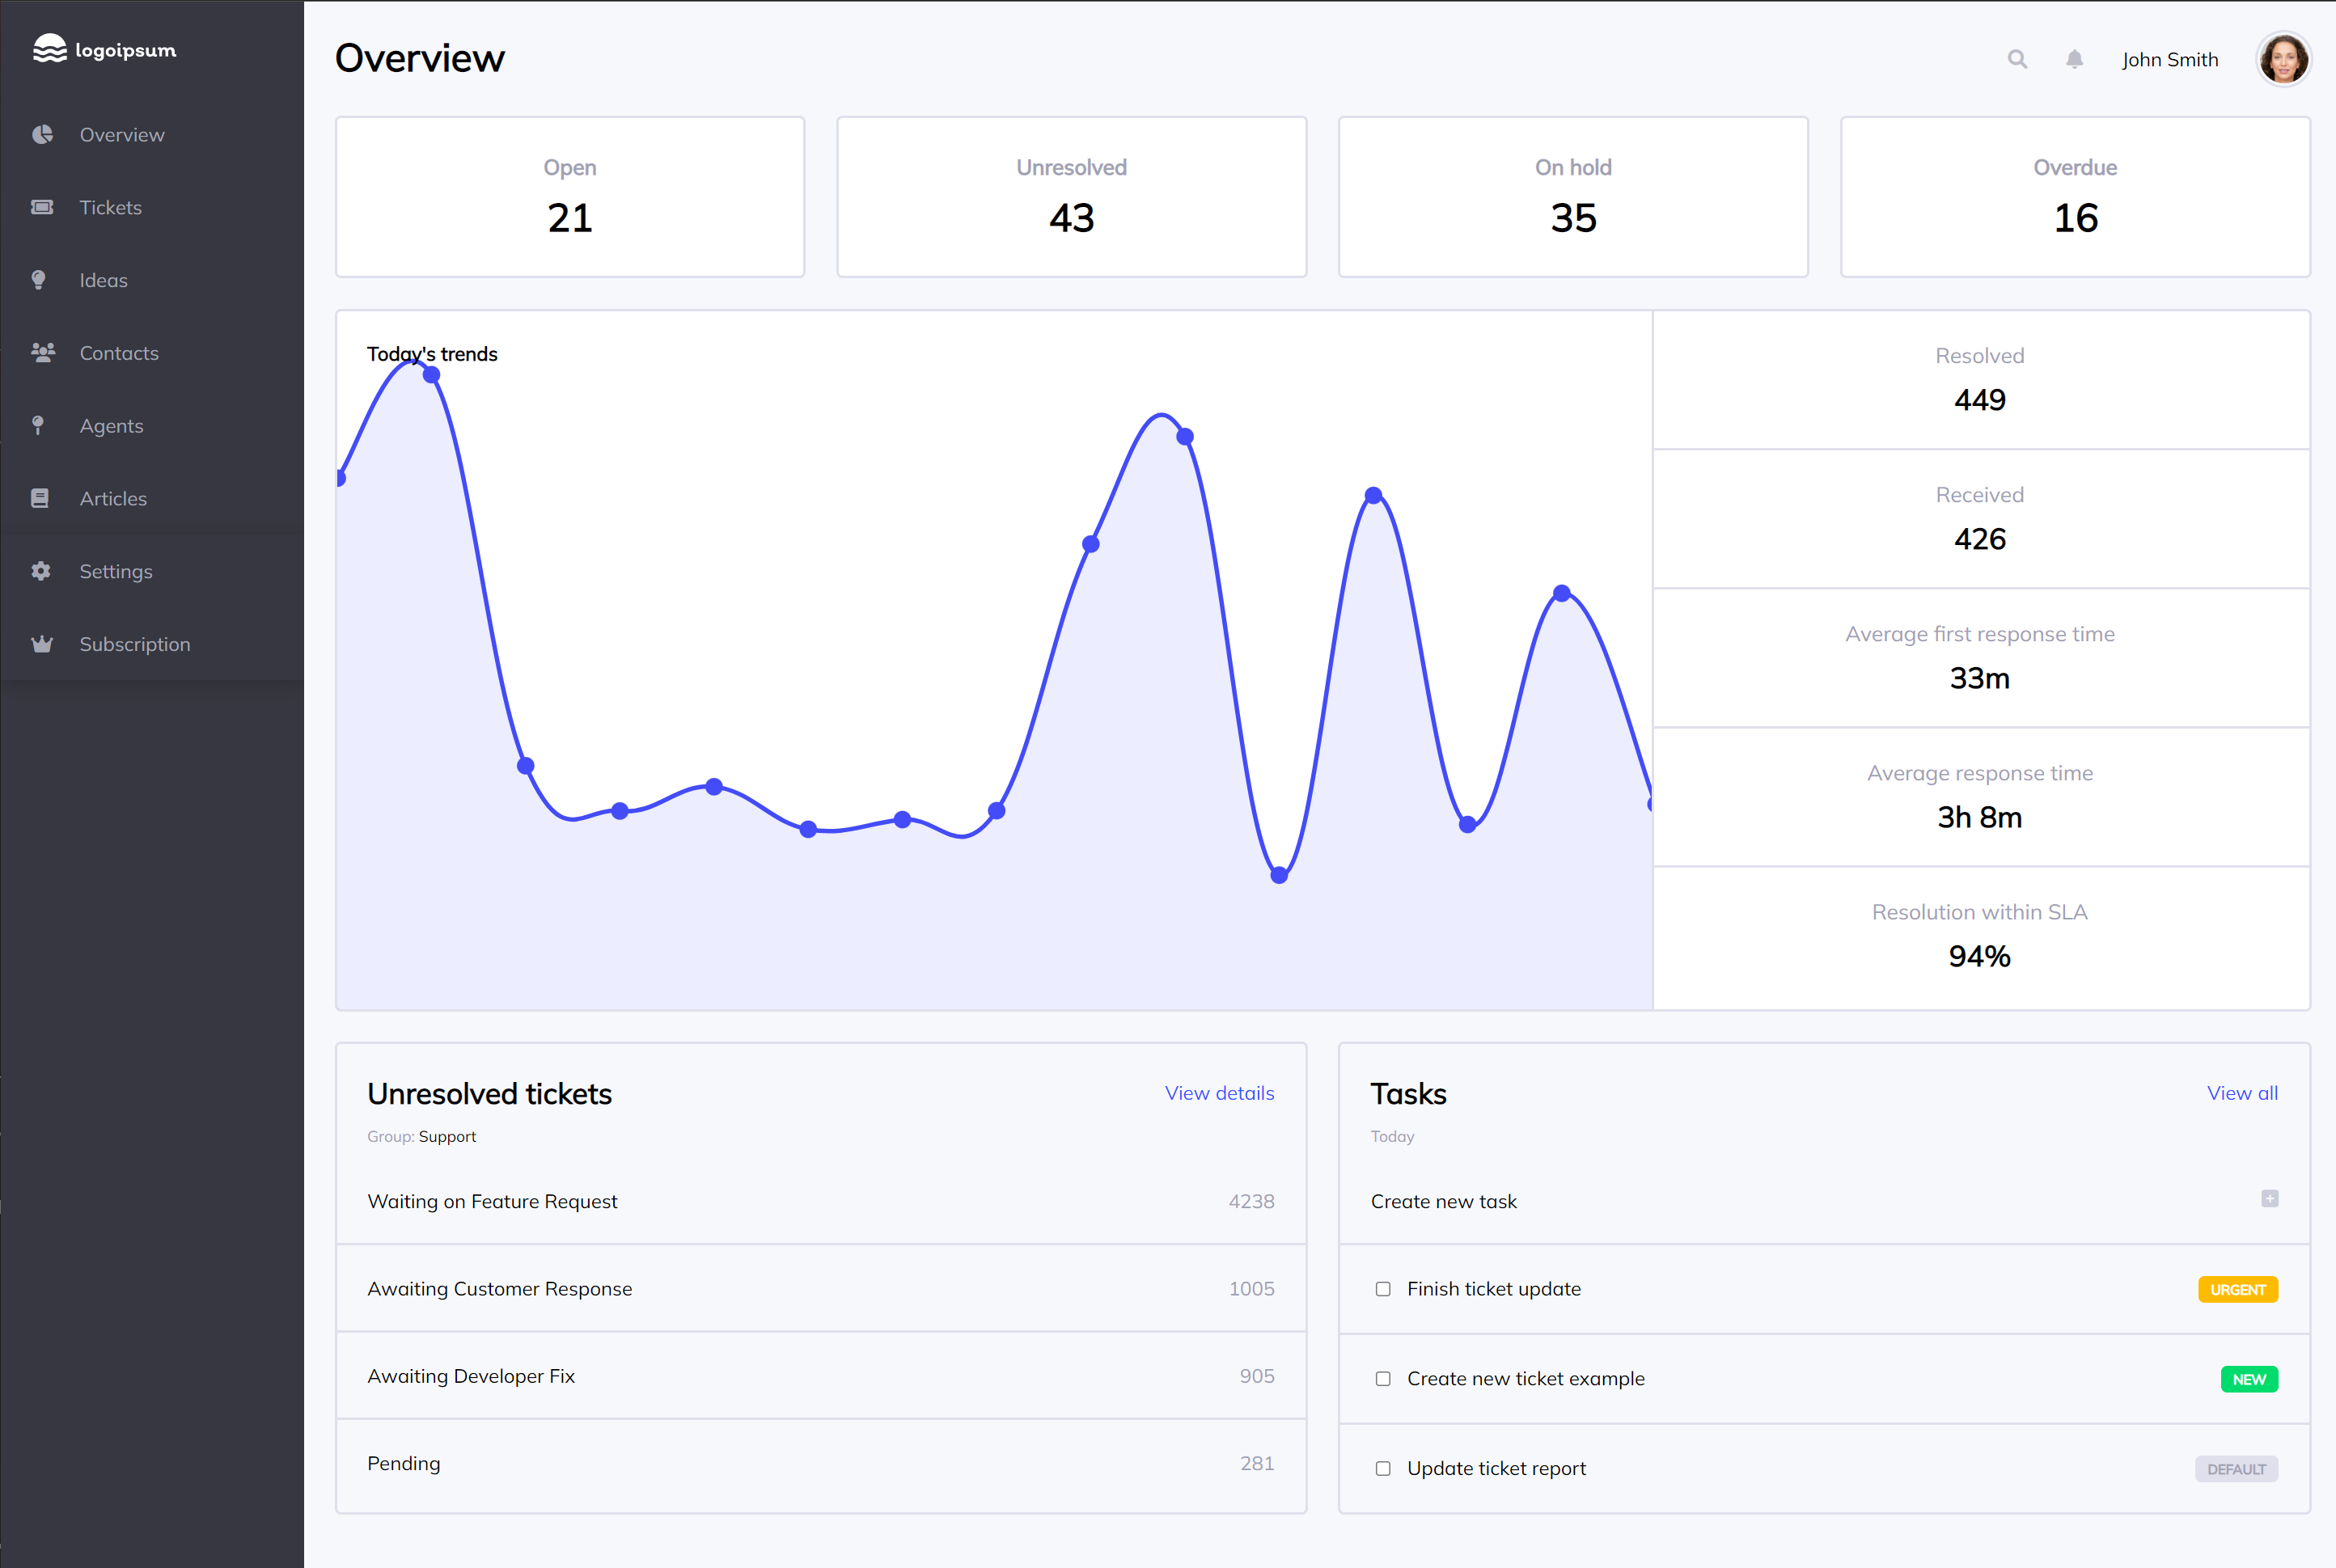 logoipsum
Overview
Tickets
Ideas
Contacts
Agents
Articles
Settings
Subscription
Overview
John Smith
Open
21
Unresolved
43
On hold
35
Overdue
16
Today's trends
Resolved
449
Received
426
Average first response time
33m
Average response time
3h 8m
Resolution within SLA
94%
Unresolved tickets
View details
Group: Support
Waiting on Feature Request
4238
Awaiting Customer Response
1005
Awaiting Developer Fix
905
Pending
281
Tasks
View all
Today
Create new task
Finish ticket update
URGENT
Create new ticket example
NEW
Update ticket report
DEFAULT